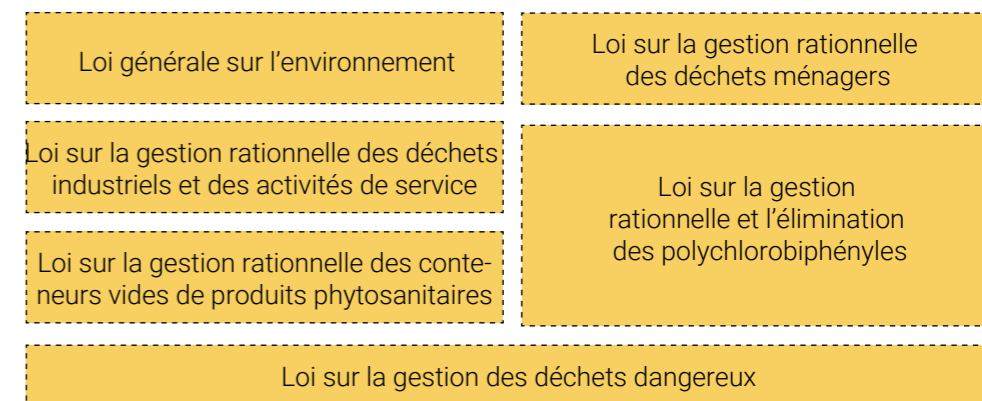 Loi générale sur l'environnement
Loi sur la gestion rationnelle
des déchets ménagers
Loi sur la gestion rationnelle des déchets
industriels et des activités de service
Loi sur la gestion
rationnelle et l'élimination
des polychlorobiphényles
Loi sur la gestion rationnelle des conte-
neurs vides de produits phytosanitaires
Loi sur la gestion des déchets dangereux